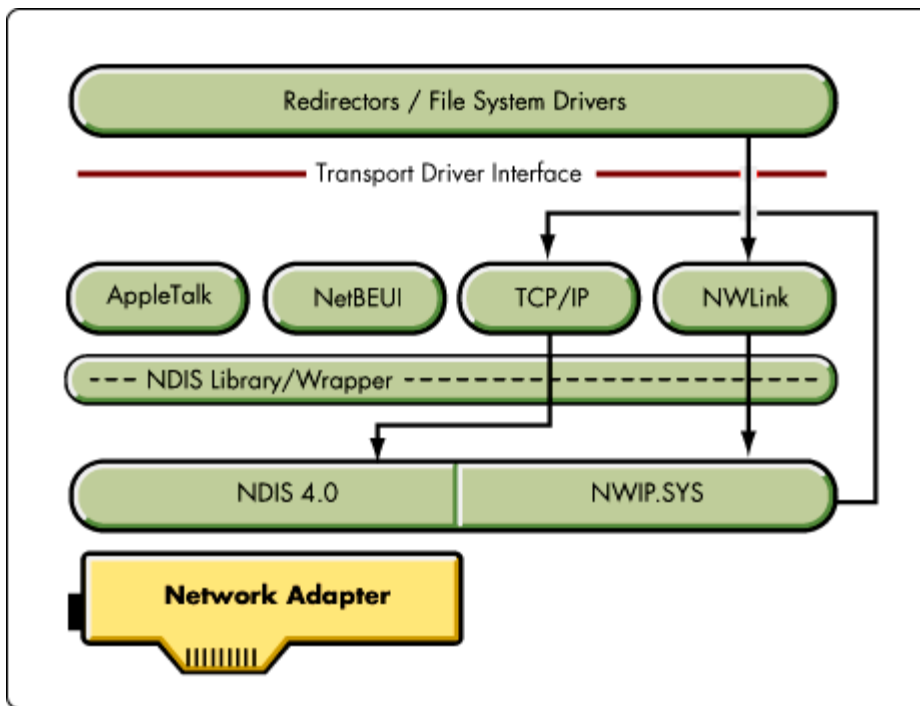 Redirectors / File System Drivers
Transport Driver Interface
AppleTalk
NetBEUI
TCP/IP
NWLink
NDIS Library/Wrapper
NDIS 4.0
NWIP.SYS
Network Adapter